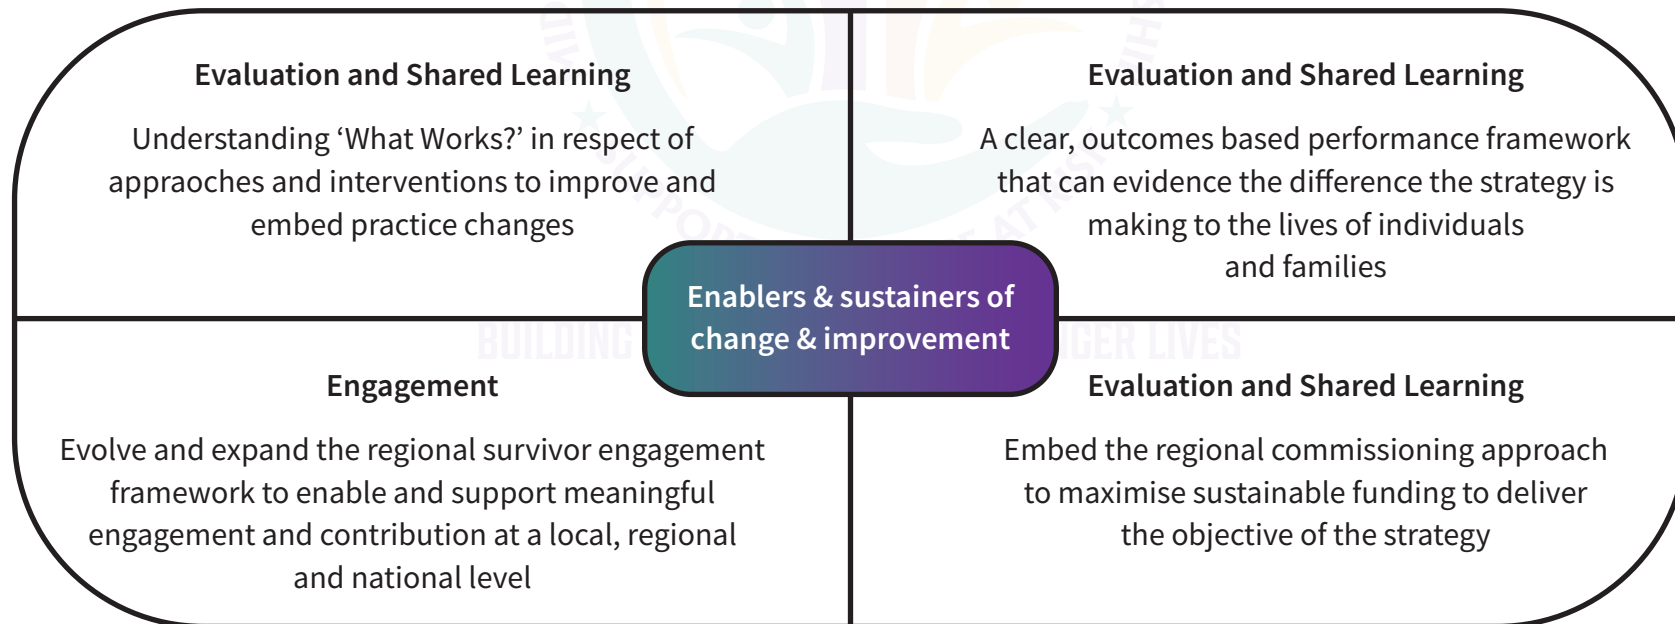 Evaluation and Shared Learning
Understanding ‘What Works?’ in respect of
appraoches and interventions to improve and
embed practice changes
Evaluation and Shared Learning
A clear, outcomes based performance framework
that can evidence the difference the strategy is
making to the lives of individuals
and families
Enablers & sustainers of
change & improvement
Engagement
Evolve and expand the regional survivor engagement
framework to enable and support meaningful
engagement and contribution at a local, regional
and national level
Evaluation and Shared Learning
Embed the regional commissioning approach
to maximise sustainable funding to deliver
the objective of the strategy
BUILDING
LIVES